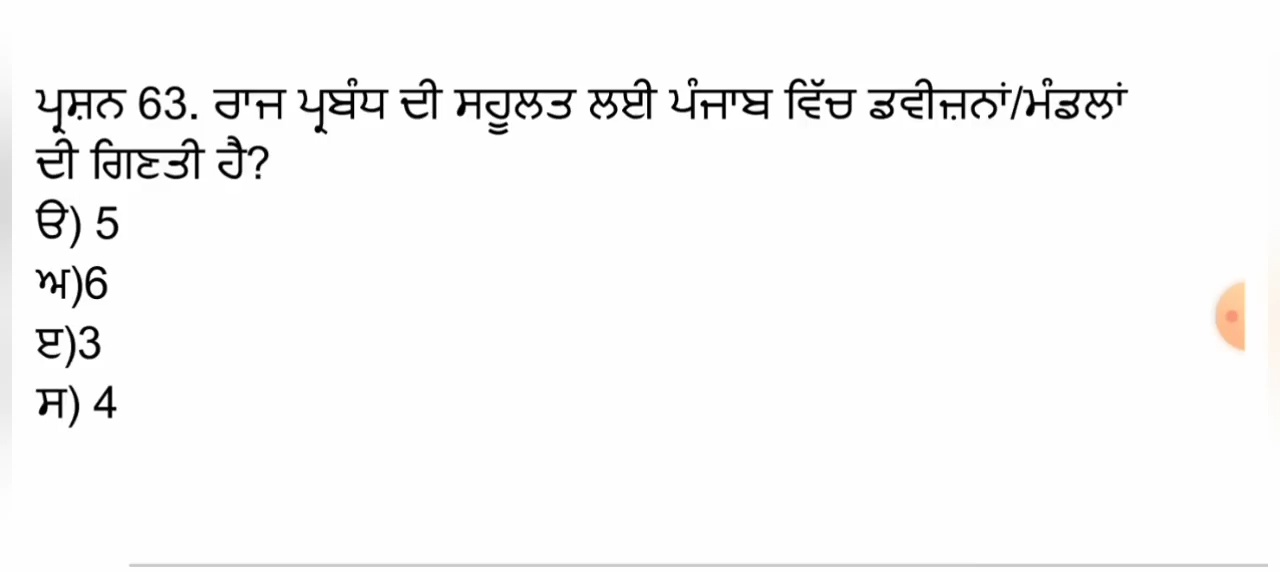 ਪ੍ਰਸ਼ਨ 63. ਰਾਜ ਪ੍ਰਬੰਧ ਦੀ ਸਹੂਲਤ ਲਈ ਪੰਜਾਬ ਵਿੱਚ ਡਵੀਜ਼ਨਾਂ/ਮੰਡਲਾਂ
ਦੀ ਗਿਣਤੀ ਹੈ?
ੳ) 5
ਅ)6
ੲ)3
ਸ) 4